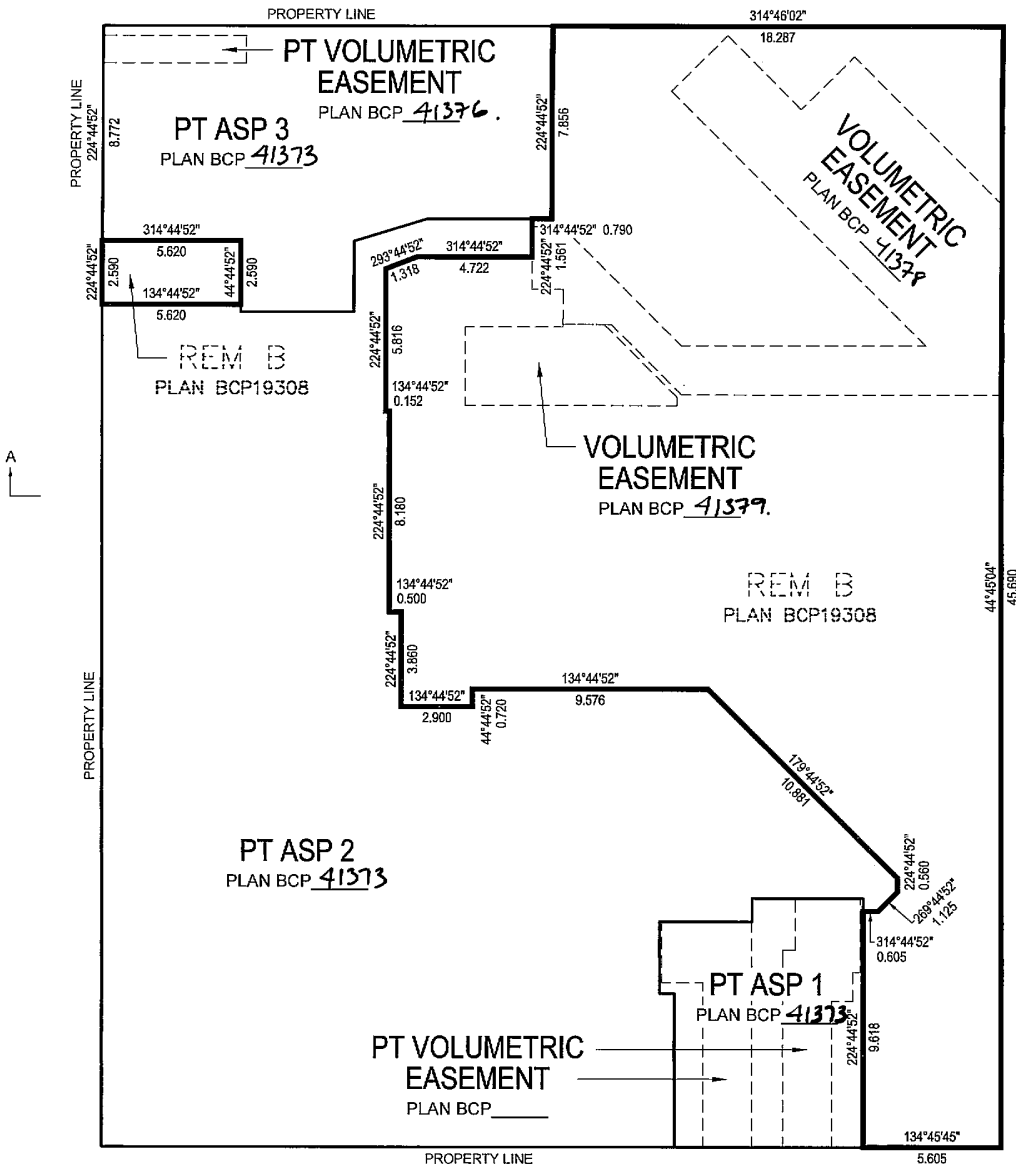 PROPERTY LINE
314°46'02"
18.287
PT VOLUMETRIC
EASEMENT
PLAN BCP 41376.
PROPERTY LINE
224°44'52"
8.772
PT ASP 3
PLAN BCP 41373
224°44'52"
7.856
VOLUMETRIC
EASEMENT
PLAN BCP 41378
314°44'52"
5.620
224°44'52"
2.590
44°44'52"
2.590
134°44'52"
5.620
293°44'52"
1.318
314°44'52"
4.722
314°44'52" 0.790
224°44'52"
1.561
REM B
PLAN BCP19308
224°44'52"
5.816
134°44'52"
0.152
VOLUMETRIC
EASEMENT
PLAN BCP 41379.
A
224°44'52"
8.180
134°44'52"
0.500
REM B
PLAN BCP19308
44°45'04"
45.690
224°44'52"
3.860
134°44'52"
2.900
44°44'52"
0.720
134°44'52"
9.576
PROPERTY LINE
179°44'52"
10.881
PT ASP 2
PLAN BCP 41373
224°44'52"
0.560
269°44'52"
1.125
314°44'52"
0.605
PT ASP 1
PLAN BCP 41373
224°44'52"
9.618
PT VOLUMETRIC
EASEMENT
PLAN BCP
134°45'45"
5.605
PROPERTY LINE